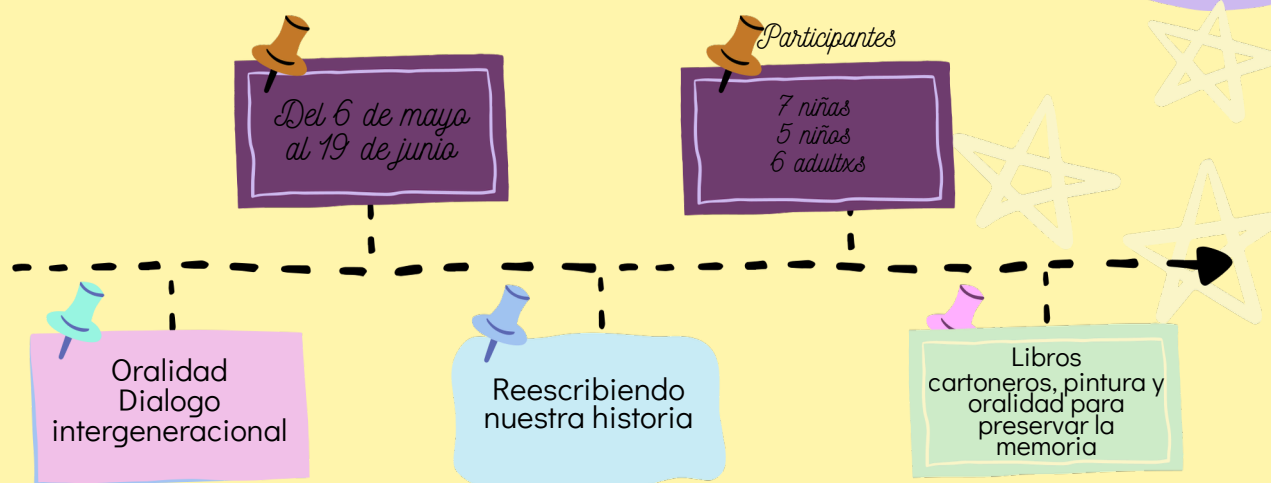 Participantes
Del 6 de mayo
al 19 de junio
7 niñas
5 niños
6 adultxs
Oralidad
Dialogo
intergeneracional
Reescribiendo
nuestra historia
Libros
cartoneros, pintura y
oralidad para
preservar la
memoria